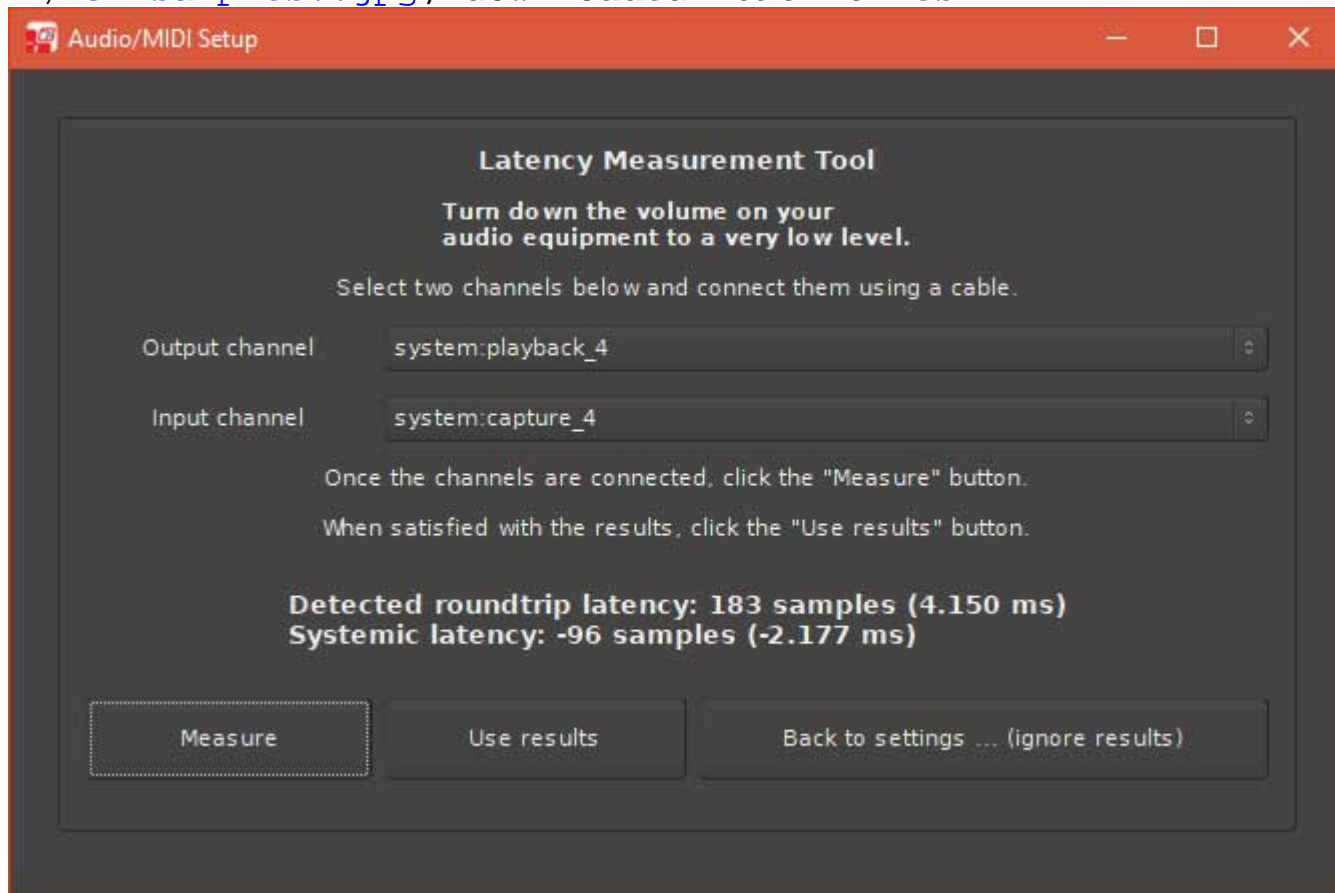 Audio/MIDI Setup
Latency Measurement Tool
Turn down the volume on your
audio equipment to a very low level.
Select two channels below and connect them using a cable.
Output channel system:playback_4
Input channel system:capture_4
Once the channels are connected, click the "Measure" button.
When satisfied with the results, click the "Use results" button.
Detected roundtrip latency: 183 samples (4.150 ms)
Systemic latency: -96 samples (-2.177 ms)
Measure Use results Back to settings ... (ignore results)